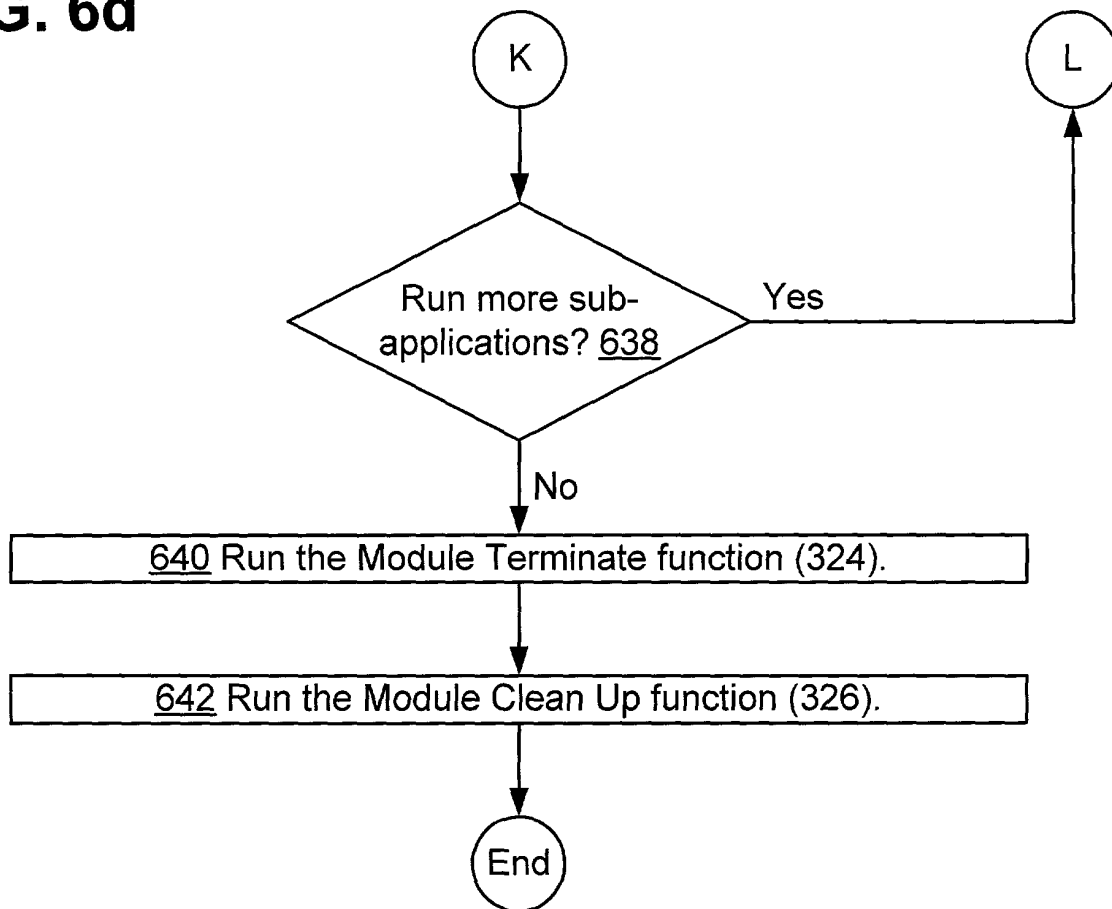 G. 6d
K
L
Run more sub-
applications? 638
Yes
No
640 Run the Module Terminate function (324).
642 Run the Module Clean Up function (326).
End